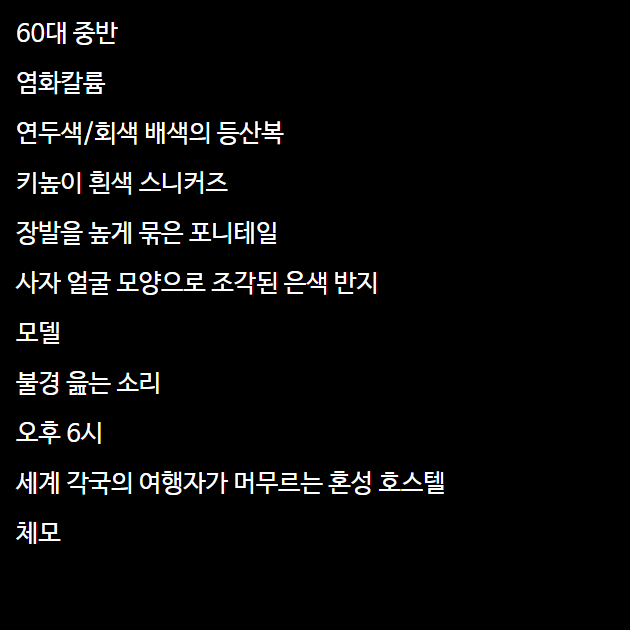 60대 중반
염화칼륨
연두색/회색 배색의 등산복
키높이 흰색 스니커즈
장발을 높게 묶은 포니테일
사자 얼굴 모양으로 조각된 은색 반지
모델
불경 읊는 소리
오후 6시
세계 각국의 여행자가 머무르는 혼성 호스텔
체모